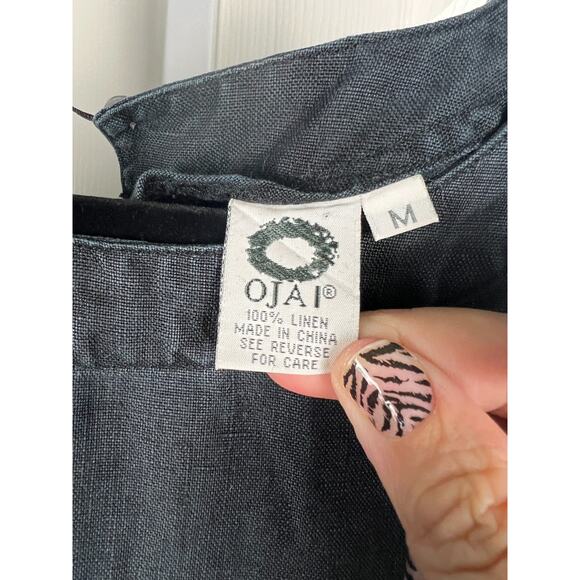 OJAI®
100% LINEN
MADE IN CHINA
SEE REVERSE
FOR CARE
M